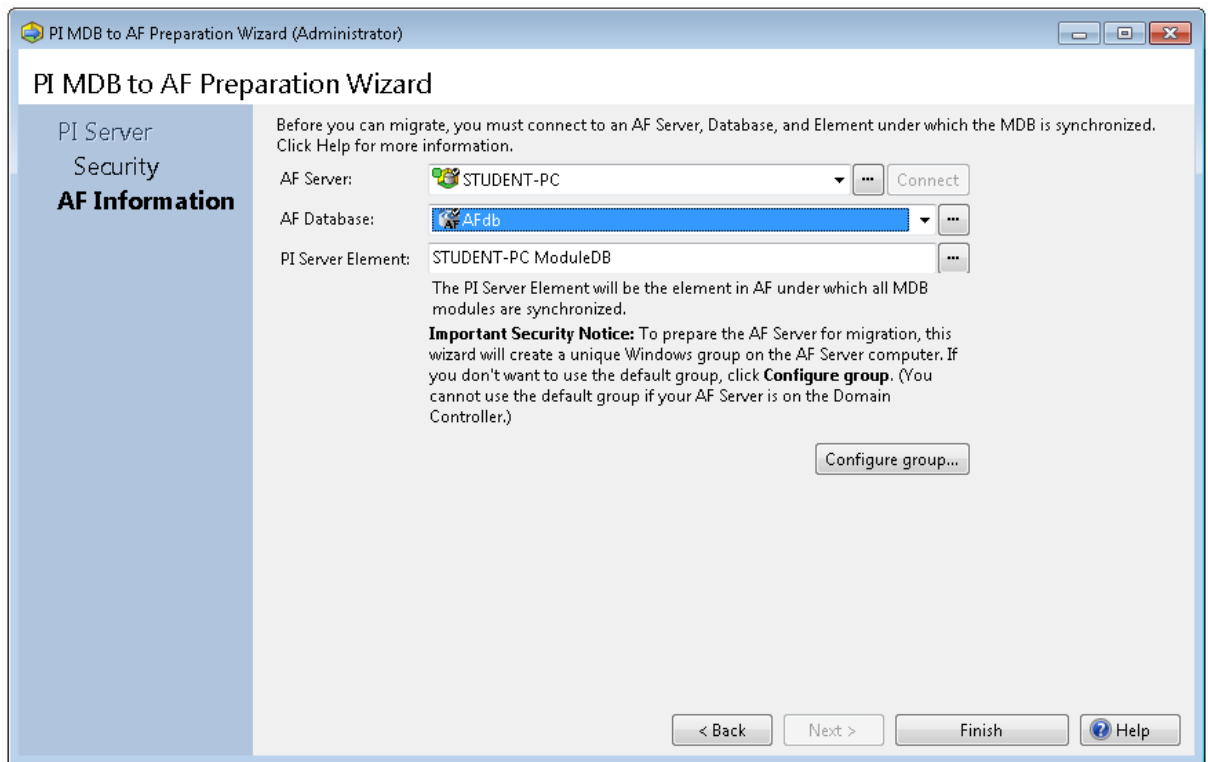 PI MDB to AF Preparation Wizard (Administrator)
PI MDB to AF Preparation Wizard
PI Server
Security
AF Information
Before you can migrate, you must connect to an AF Server, Database, and Element under which the MDB is synchronized.
Click Help for more information.
AF Server:
STUDENT-PC
...
Connect
AF Database:
AFdb
...
PI Server Element:
STUDENT-PC ModuleDB
...
The PI Server Element will be the element in AF under which all MDB
modules are synchronized.
Important Security Notice: To prepare the AF Server for migration, this
wizard will create a unique Windows group on the AF Server computer. If
you don't want to use the default group, click Configure group. (You
cannot use the default group if your AF Server is on the Domain
Controller.)
Configure group...
< Back
Next >
Finish
Help